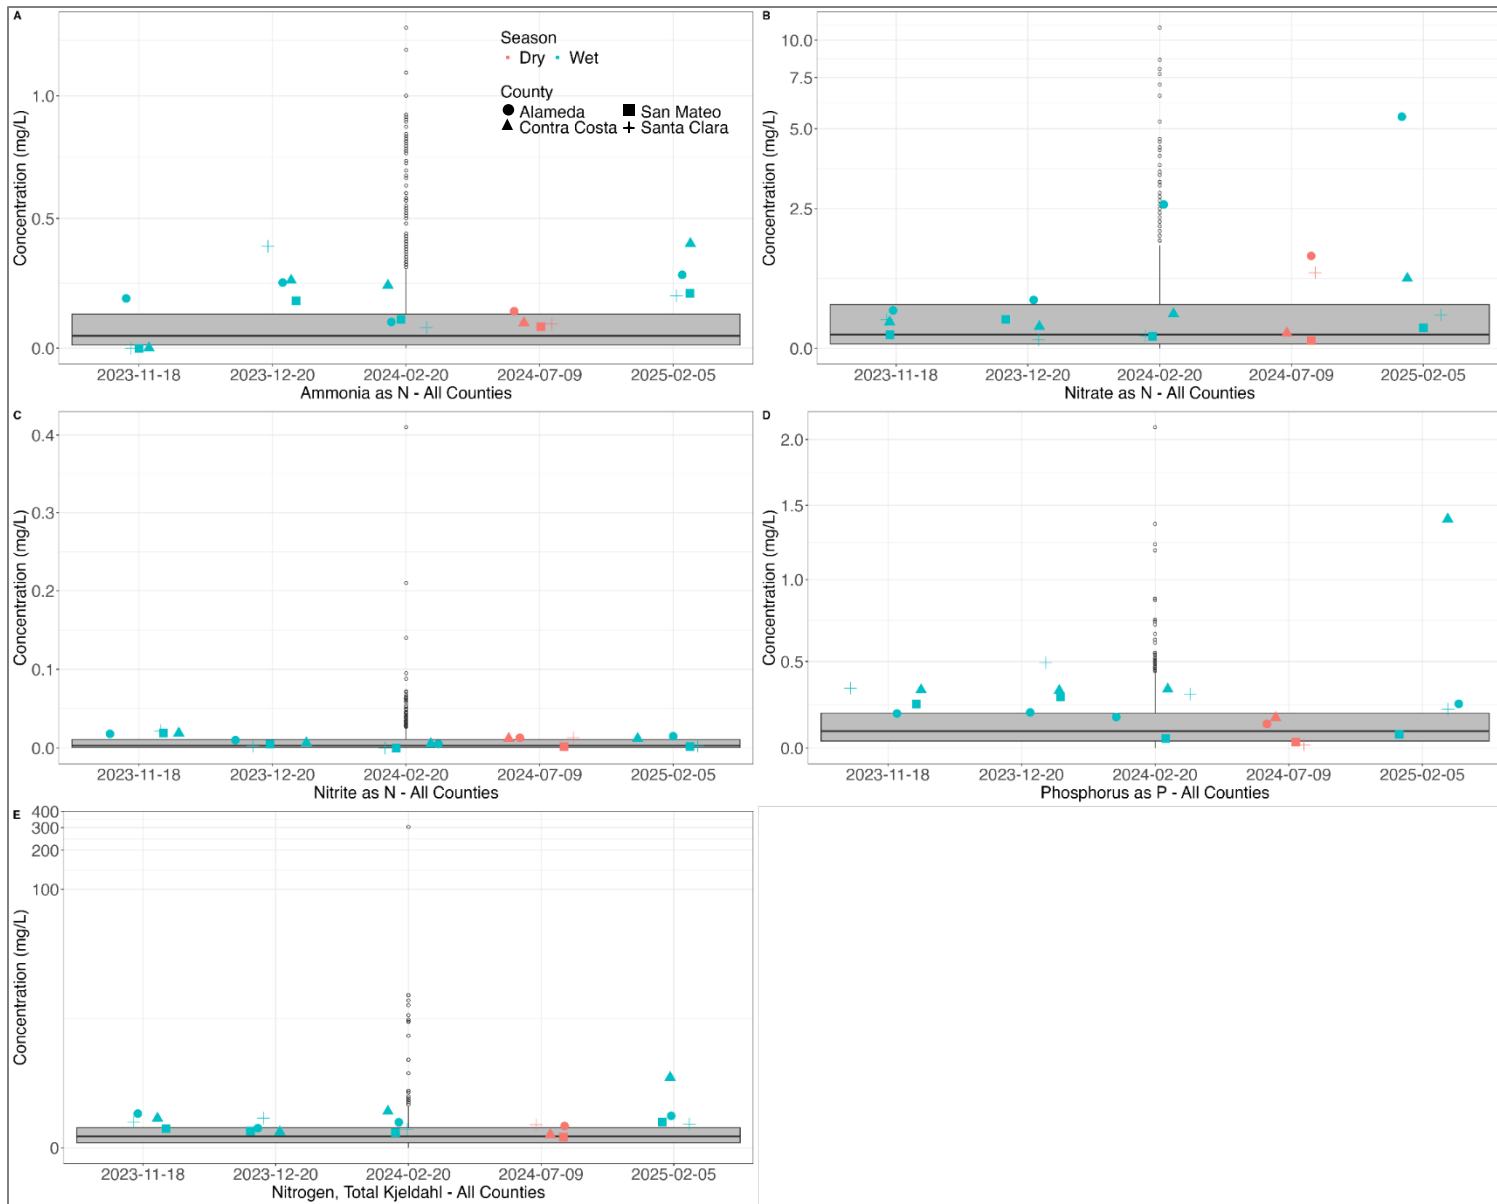 A
Concentration (mg/L)
1.0
0.5
0.0
Season
Dry Wet
County
Alameda San Mateo
Contra Costa Santa Clara
2023-11-18 2023-12-20 2024-02-20 2024-07-09 2025-02-05
Ammonia as N - All Counties
B
Concentration (mg/L)
10.0
7.5
5.0
2.5
0.0
2023-11-18 2023-12-20 2024-02-20 2024-07-09 2025-02-05
Nitrate as N - All Counties
C
Concentration (mg/L)
0.4
0.3
0.2
0.1
0.0
2023-11-18 2023-12-20 2024-02-20 2024-07-09 2025-02-05
Nitrite as N - All Counties
D
Concentration (mg/L)
2.0
1.5
1.0
0.5
0.0
2023-11-18 2023-12-20 2024-02-20 2024-07-09 2025-02-05
Phosphorus as P - All Counties
E
Concentration (mg/L)
400
300
200
100
0
2023-11-18 2023-12-20 2024-02-20 2024-07-09 2025-02-05
Nitrogen, Total Kjeldahl - All Counties